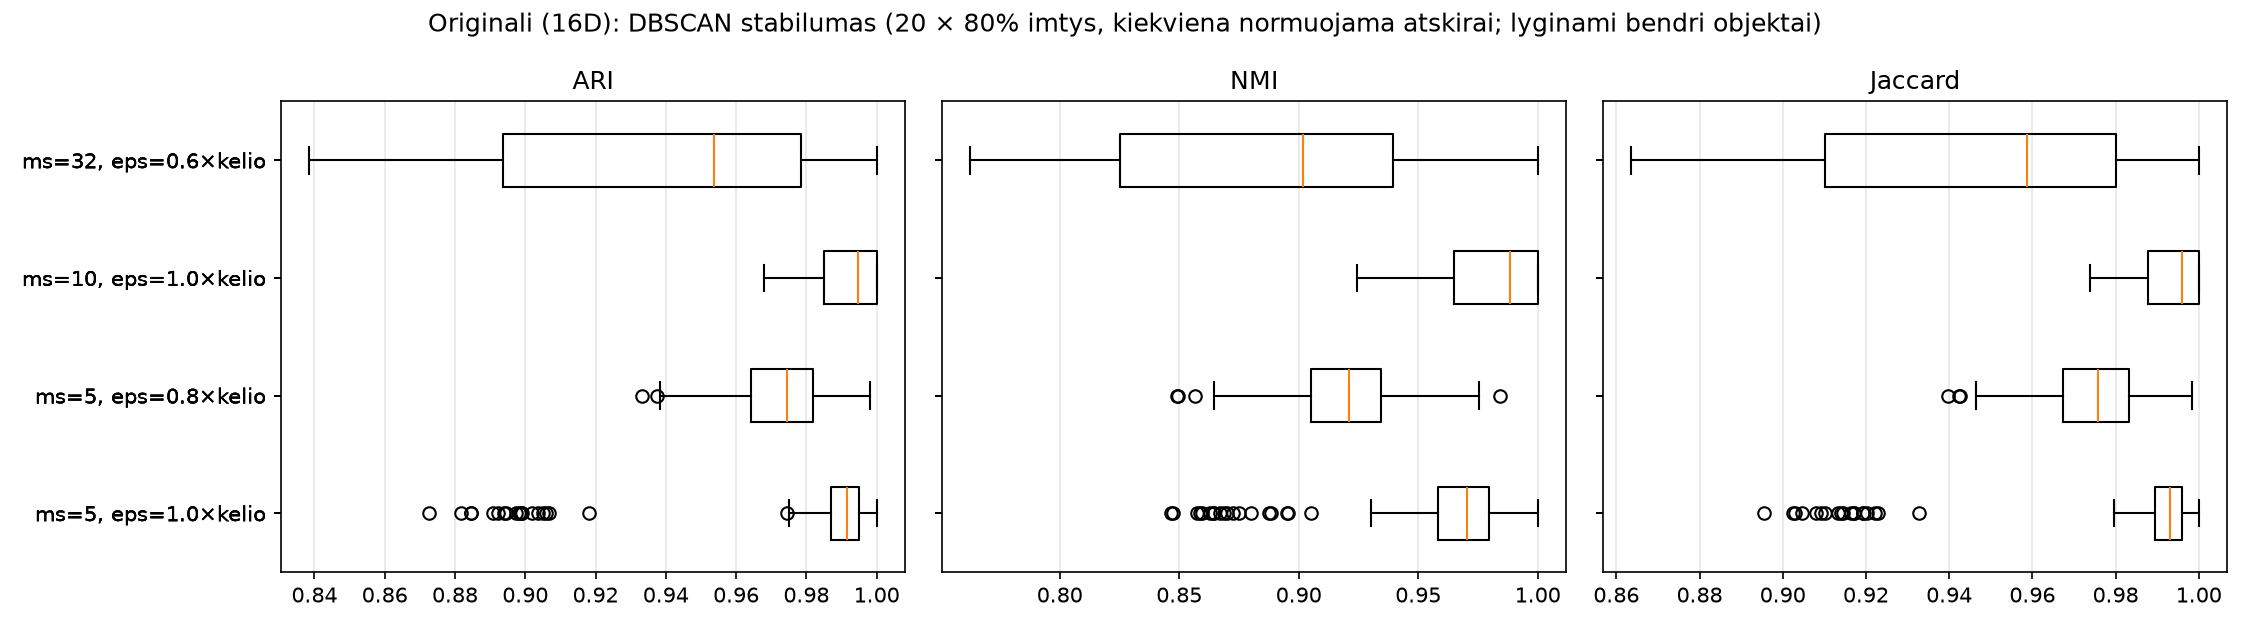 Originali (16D): DBSCAN stabilumas (20 × 80% imtys, kiekviena normuojama atskirai; lyginami bendri objektai)
ARI
NMI
Jaccard
ms=32, eps=0.6×kelio
ms=10, eps=1.0×kelio
ms=5, eps=0.8×kelio
ms=5, eps=1.0×kelio
0.84 0.86 0.88 0.90 0.92 0.94 0.96 0.98 1.00
0.80 0.85 0.90 0.95 1.00
0.86 0.88 0.90 0.92 0.94 0.96 0.98 1.00